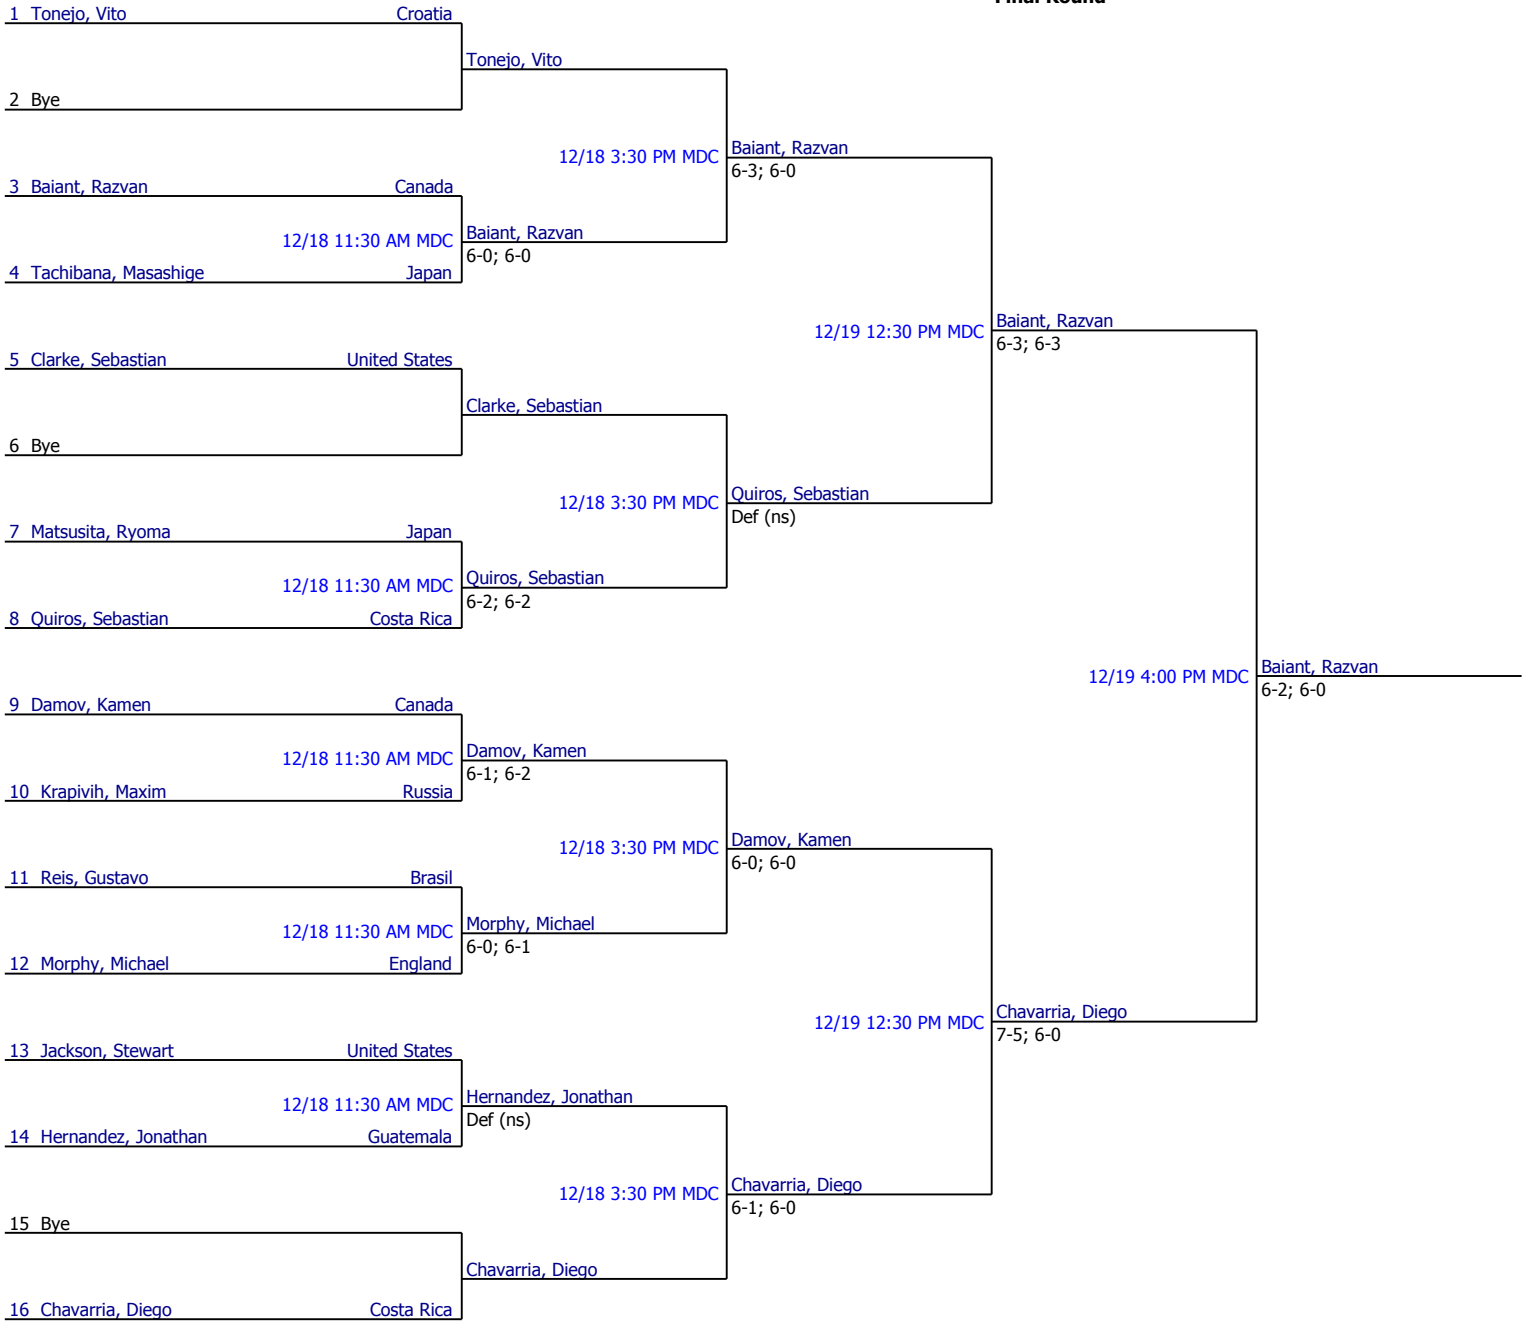 Final Round
1 Tonejo, Vito Croatia
Tonejo, Vito
2 Bye
12/18 3:30 PM MDC Baiant, Razvan
6-3; 6-0
3 Baiant, Razvan Canada
12/18 11:30 AM MDC Baiant, Razvan
6-0; 6-0
4 Tachibana, Masashige Japan
12/19 12:30 PM MDC Baiant, Razvan
6-3; 6-3
5 Clarke, Sebastian United States
Clarke, Sebastian
6 Bye
12/18 3:30 PM MDC Quiros, Sebastian
Def (ns)
7 Matsusita, Ryoma Japan
12/18 11:30 AM MDC Quiros, Sebastian
6-2; 6-2
8 Quiros, Sebastian Costa Rica
12/19 4:00 PM MDC Baiant, Razvan
6-2; 6-0
9 Damov, Kamen Canada
12/18 11:30 AM MDC Damov, Kamen
6-1; 6-2
10 Krapivih, Maxim Russia
12/18 3:30 PM MDC Damov, Kamen
6-0; 6-0
11 Reis, Gustavo Brasil
12/18 11:30 AM MDC Morphy, Michael
6-0; 6-1
12 Morphy, Michael England
12/19 12:30 PM MDC Chavarria, Diego
7-5; 6-0
13 Jackson, Stewart United States
12/18 11:30 AM MDC Hernandez, Jonathan
Def (ns)
14 Hernandez, Jonathan Guatemala
12/18 3:30 PM MDC Chavarria, Diego
6-1; 6-0
15 Bye
Chavarria, Diego
16 Chavarria, Diego Costa Rica